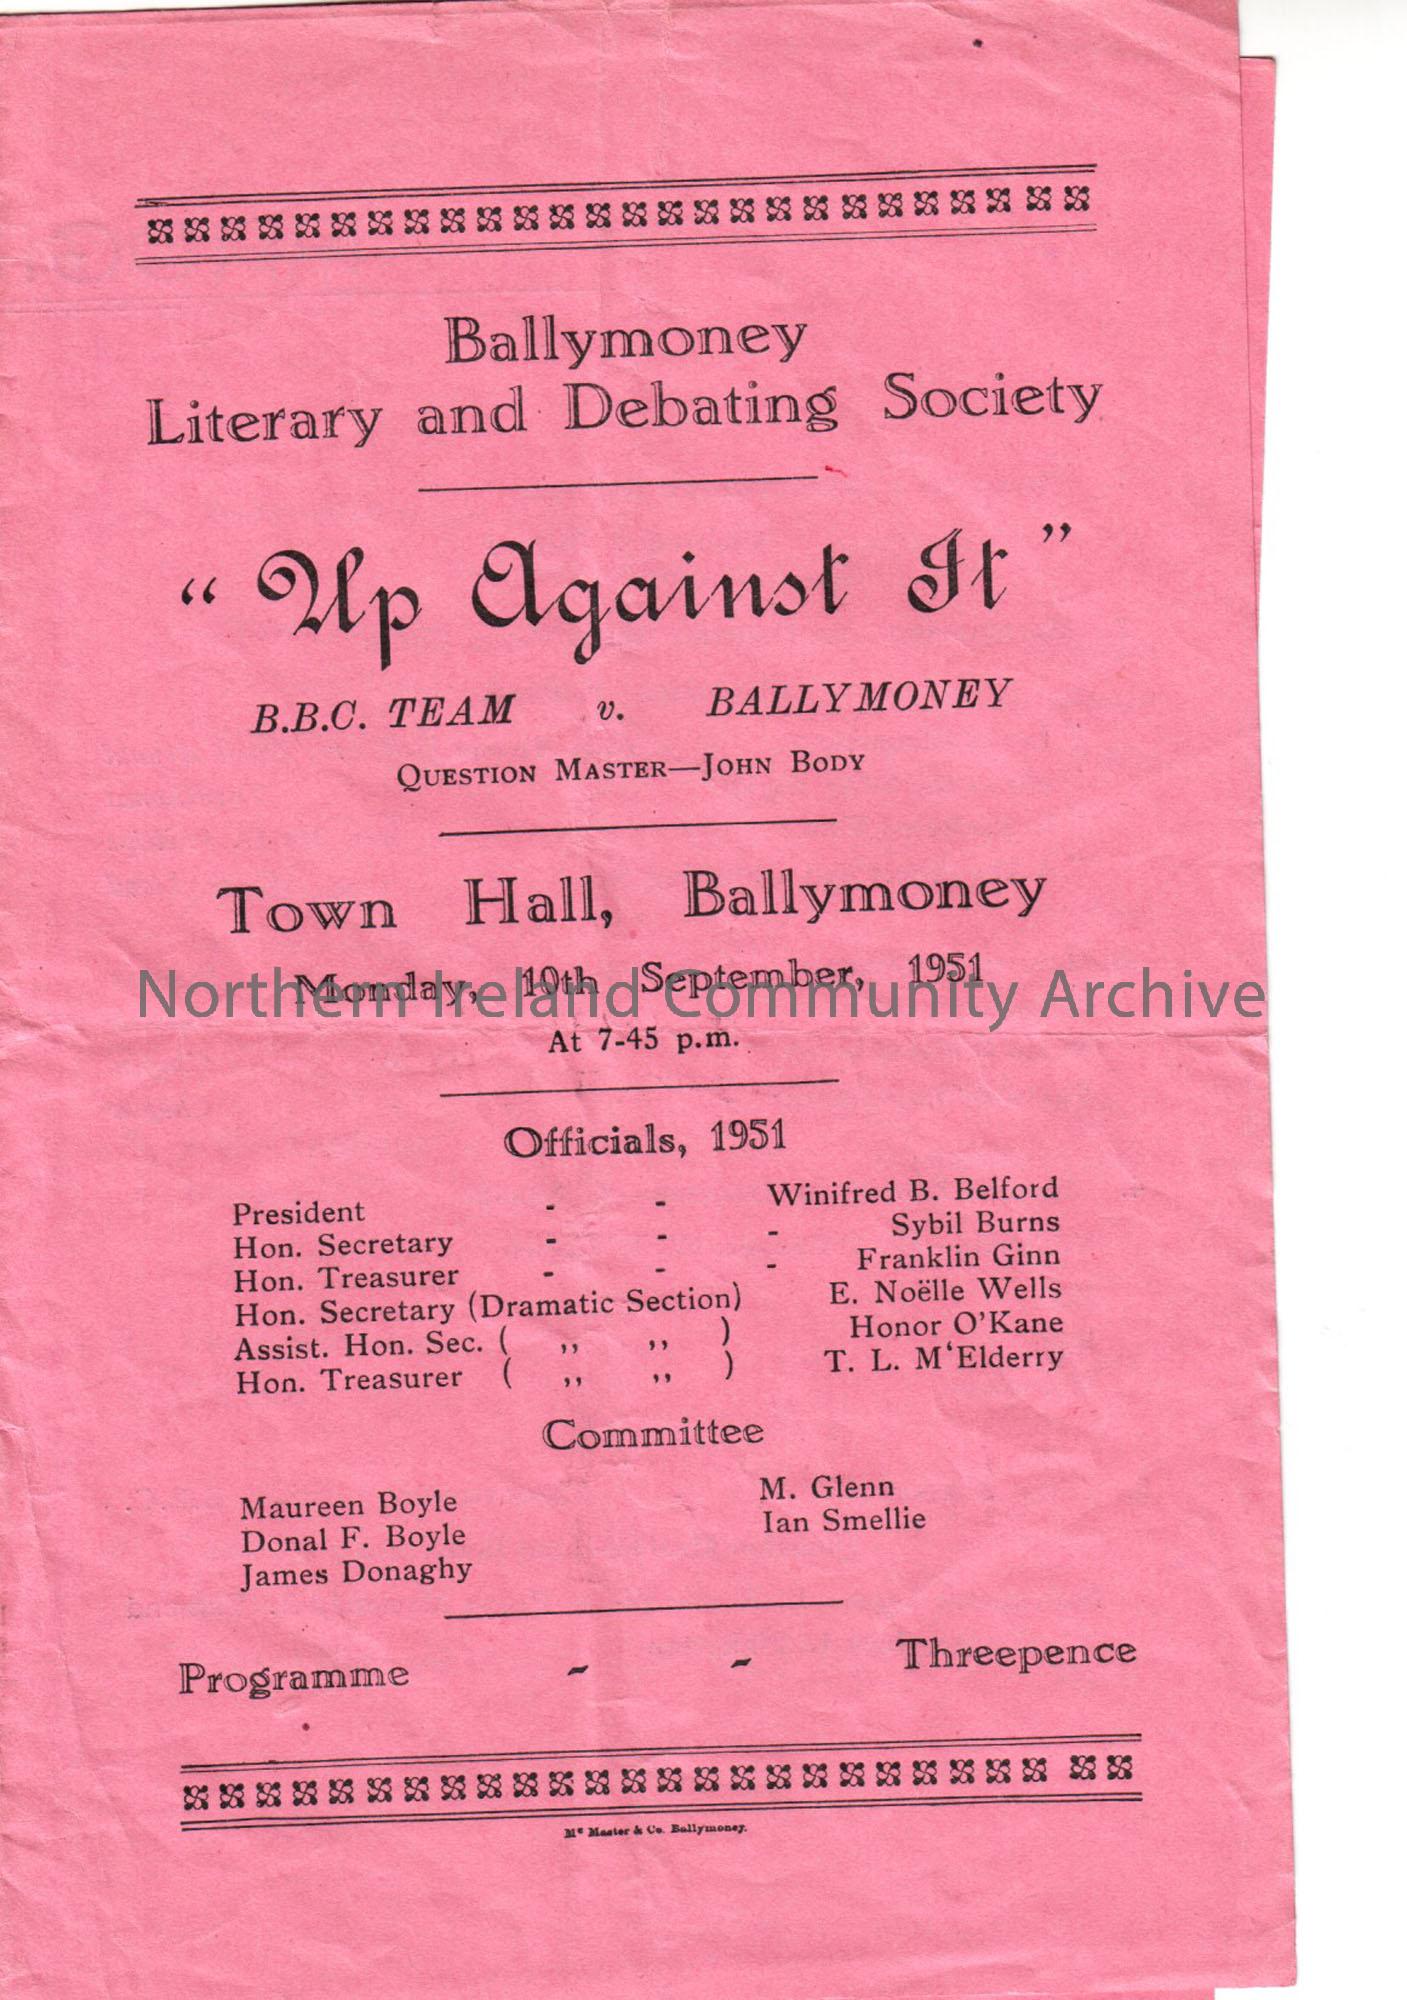 Ballymoney
Literary and Debating Society
“ Up Against It ”
B.B.C. TEAM v. BALLYMONEY
QUESTION MASTER—JOHN BODY
Town Hall, Ballymoney
Monday, 10th September, 1951
Northern Ireland Community Archive
At 7-45 p.m.
Officials, 1951
President - - Winifred B. Belford
Hon. Secretary - - - Sybil Burns
Hon. Treasurer - - - Franklin Ginn
Hon. Secretary (Dramatic Section) E. Noëlle Wells
Assist. Hon. Sec. ( ,, ,, ) Honor O'Kane
Hon. Treasurer ( ,, ,, ) T. L. M‘Elderry
Committee
Maureen Boyle M. Glenn
Donal F. Boyle Ian Smellie
James Donaghy
Programme - - Threepence
Mc Master & Co. Ballymoney.